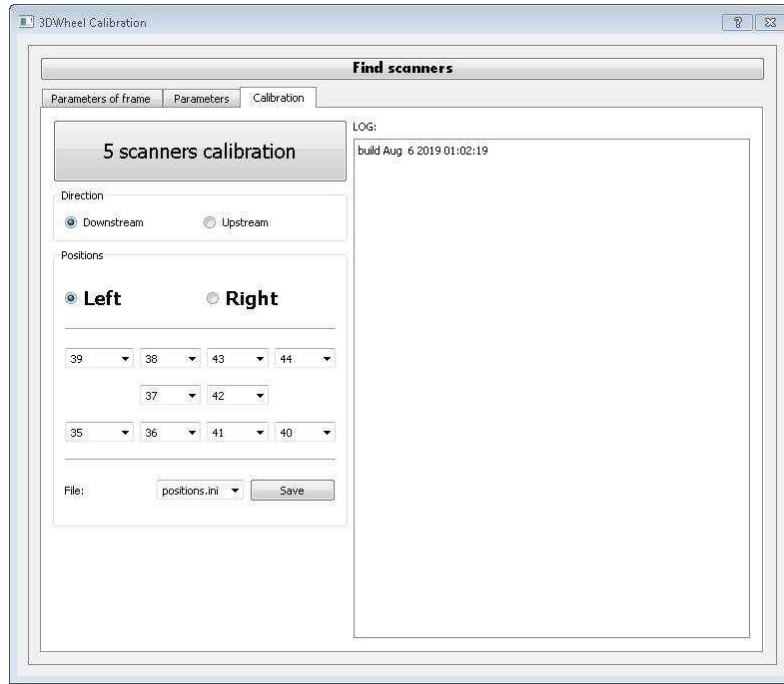 3DWheel Calibration
Find scanners
Parameters of frame Parameters Calibration
5 scanners calibration
Direction
Downstream Upstream
Positions
Left Right
39 38 43 44
37 42
35 36 41 40
File: positions.ini Save
LOG:
build Aug 6 2019 01:02:19